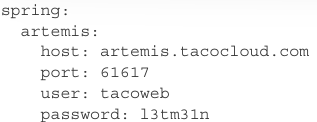 spring:
  artemis:
    host: artemis.tacocloud.com
    port: 61617
    user: tacoweb
    password: l3tm31n